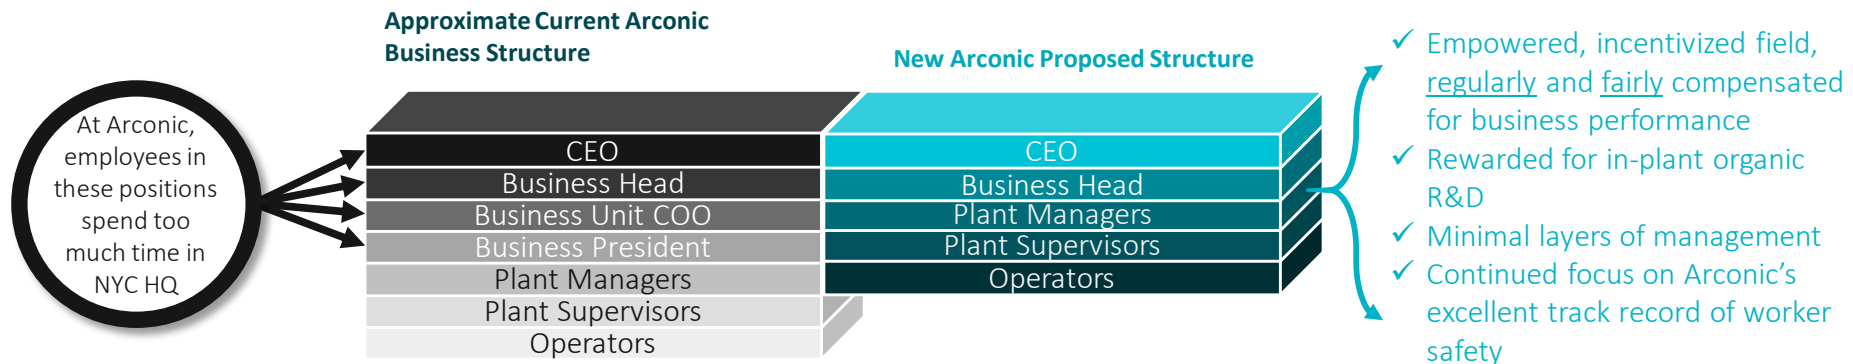 At Arconic,
employees in
these positions
spend too
much time in
NYC HQ
Approximate Current Arconic
Business Structure
CEO
Business Head
Business Unit COO
Business President
Plant Managers
Plant Supervisors
Operators
New Arconic Proposed Structure
CEO
Business Head
Plant Managers
Plant Supervisors
Operators
✓ Empowered, incentivized field,
regularly and fairly compensated
for business performance
✓ Rewarded for in-plant organic
R&D
✓ Minimal layers of management
✓ Continued focus on Arconic’s
excellent track record of worker
safety